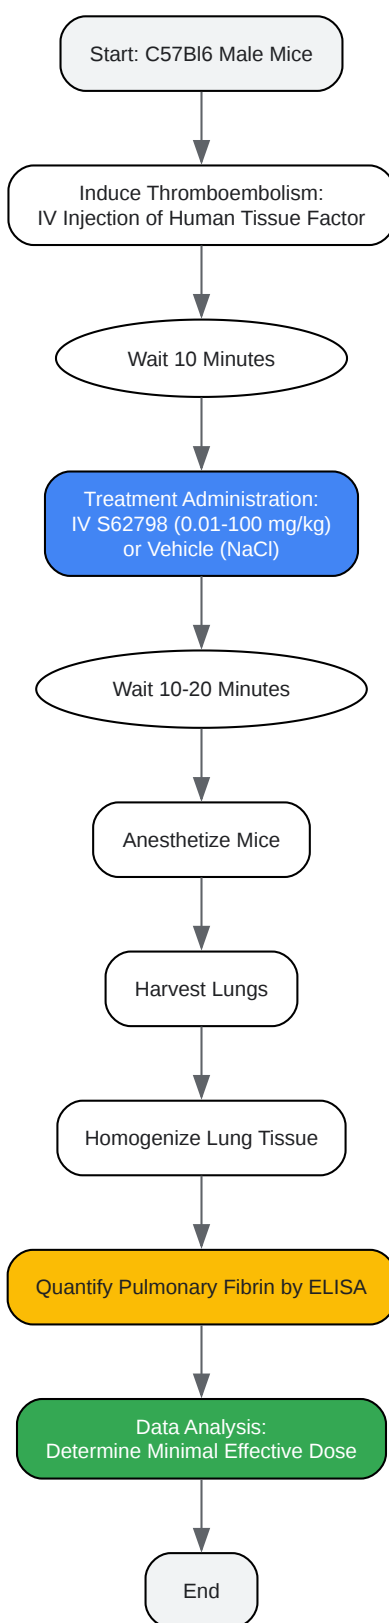 Start: C57Bl6 Male Mice
Induce Thromboembolism:
IV Injection of Human Tissue Factor
Wait 10 Minutes
Treatment Administration:
IV S62798 (0.01-100 mg/kg)
or Vehicle (NaCl)
Wait 10-20 Minutes
Anesthetize Mice
Harvest Lungs
Homogenize Lung Tissue
Quantify Pulmonary Fibrin by ELISA
Data Analysis:
Determine Minimal Effective Dose
End